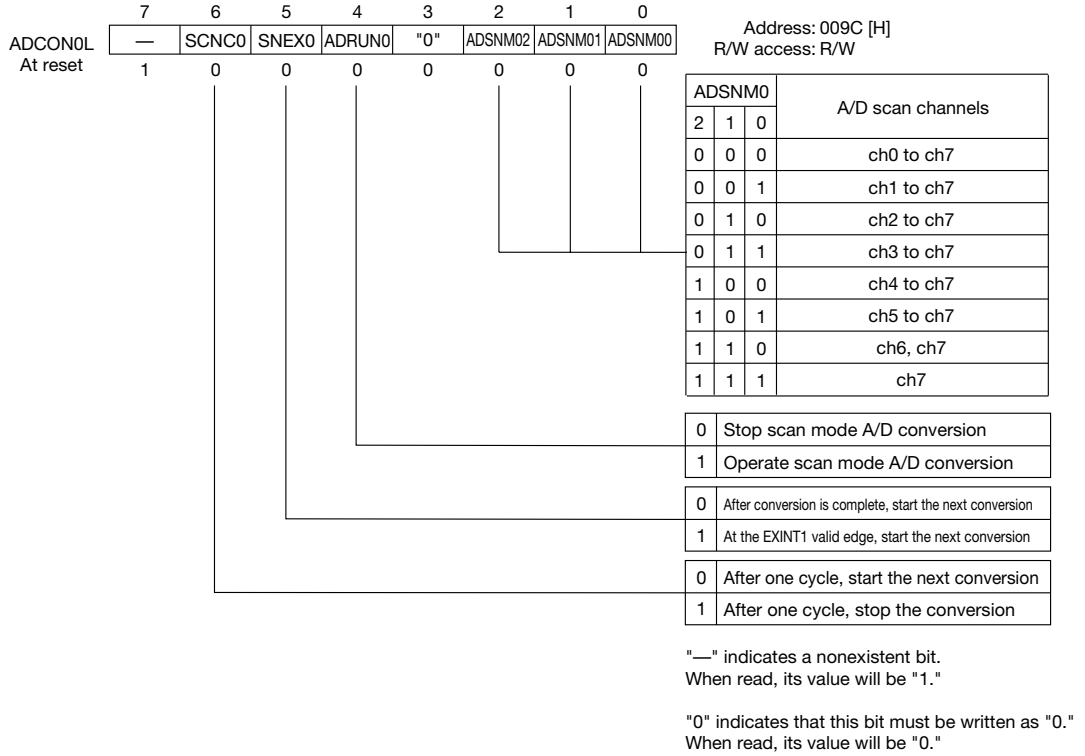 7 6 5 4 3 2 1 0
Address: 009C [H]
R/W access: R/W
ADCON0L — SCNC0 SNEX0 ADRUN0 "0" ADSNM02 ADSNM01 ADSNM00
At reset 1 0 0 0 0 0 0 0
ADSNM0 A/D scan channels
2 1 0
0 0 0 ch0 to ch7
0 0 1 ch1 to ch7
0 1 0 ch2 to ch7
0 1 1 ch3 to ch7
1 0 0 ch4 to ch7
1 0 1 ch5 to ch7
1 1 0 ch6, ch7
1 1 1 ch7
0 Stop scan mode A/D conversion
1 Operate scan mode A/D conversion
0 After conversion is complete, start the next conversion
1 At the EXINT1 valid edge, start the next conversion
0 After one cycle, start the next conversion
1 After one cycle, stop the conversion
"—" indicates a nonexistent bit.
When read, its value will be "1."
"0" indicates that this bit must be written as "0."
When read, its value will be "0."